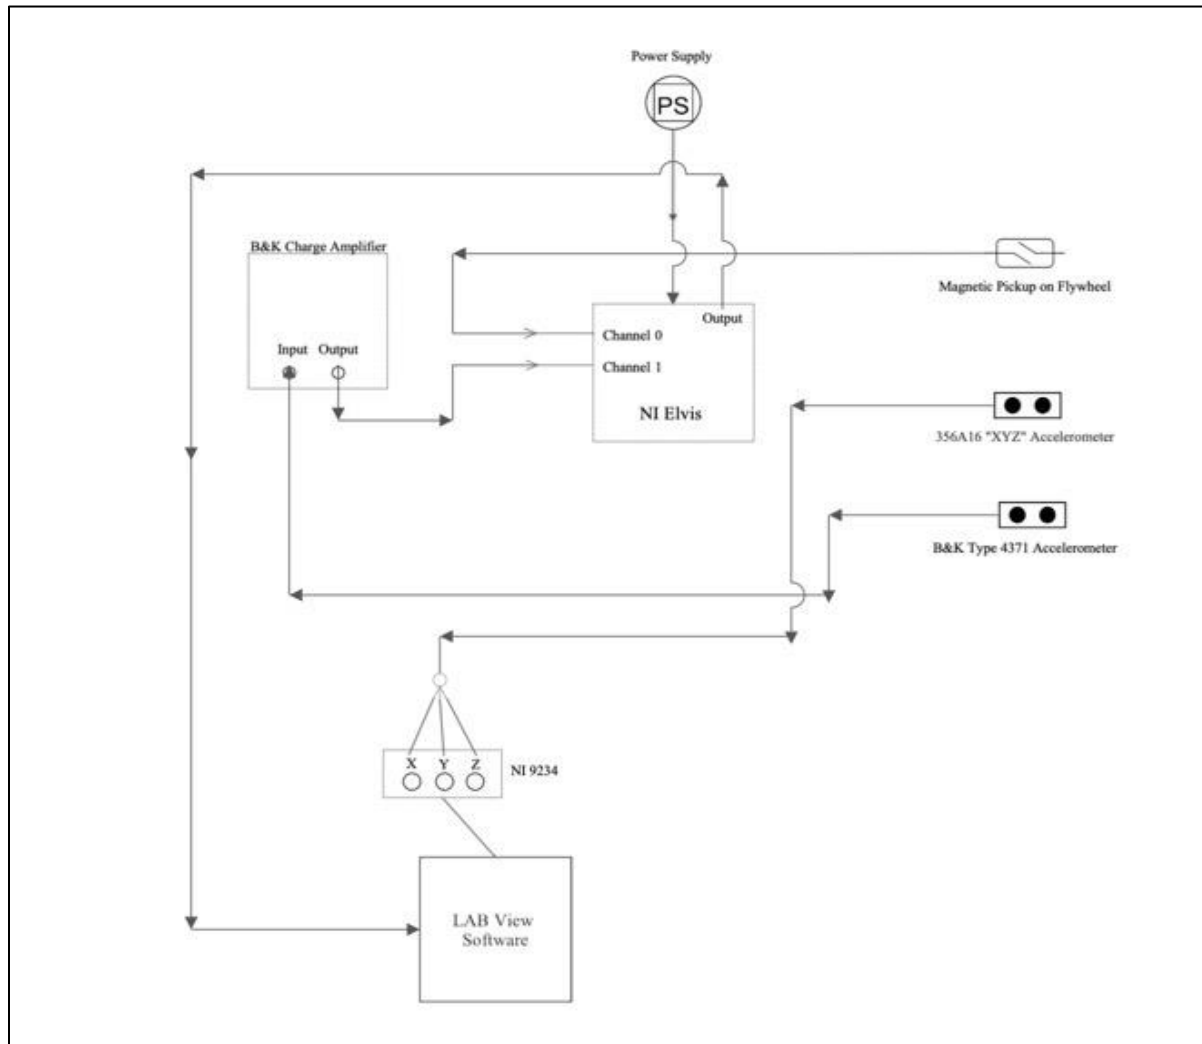 Power Supply
PS
B&K Charge Amplifier
Input Output
Magnetic Pickup on Flywheel
Output
Channel 0
Channel 1
NI Elvis
356A16 "XYZ" Accelerometer
B&K Type 4371 Accelerometer
X Y Z
NI 9234
LAB View
Software